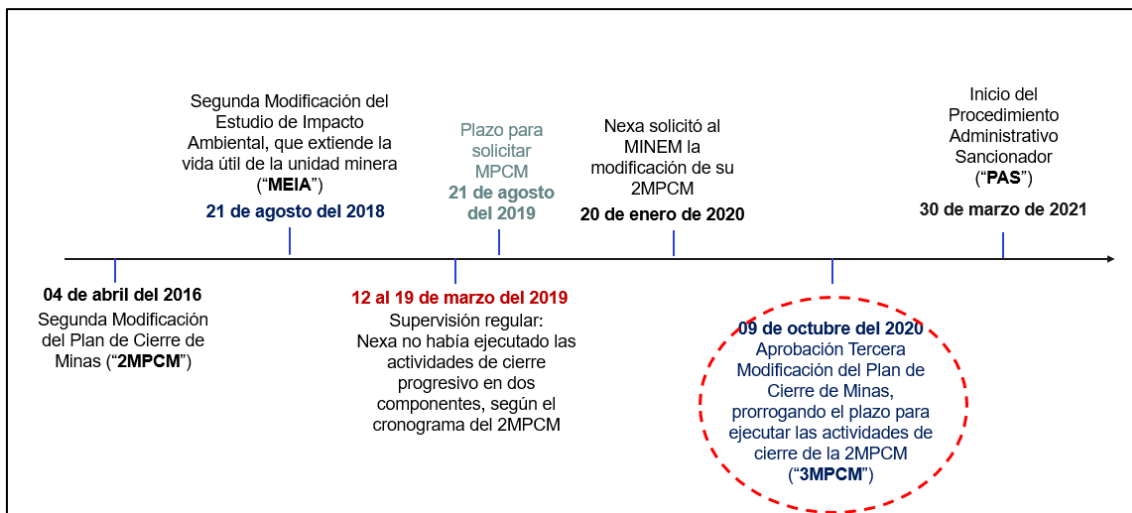 Segunda Modificación del
Estudio de Impacto
Ambiental, que extiende la
vida útil de la unidad minera
(“MEIA”)
21 de agosto del 2018
Plazo para
solicitar
MPCM
21 de agosto
del 2019
Nexa solicitó al
MINEM la
modificación de su
2MPCM
20 de enero de 2020
Inicio del
Procedimiento
Administrativo
Sancionador
(“PAS”)
30 de marzo de 2021
04 de abril del 2016
Segunda Modificación
del Plan de Cierre de
Minas (“2MPCM”)
12 al 19 de marzo del 2019
Supervisión regular:
Nexa no había ejecutado las
actividades de cierre
progresivo en dos
componentes, según el
cronograma del 2MPCM
09 de octubre del 2020
Aprobación Tercera
Modificación del Plan de
Cierre de Minas,
prorrogando el plazo para
ejecutar las actividades de
cierre de la 2MPCM
(“3MPCM”)